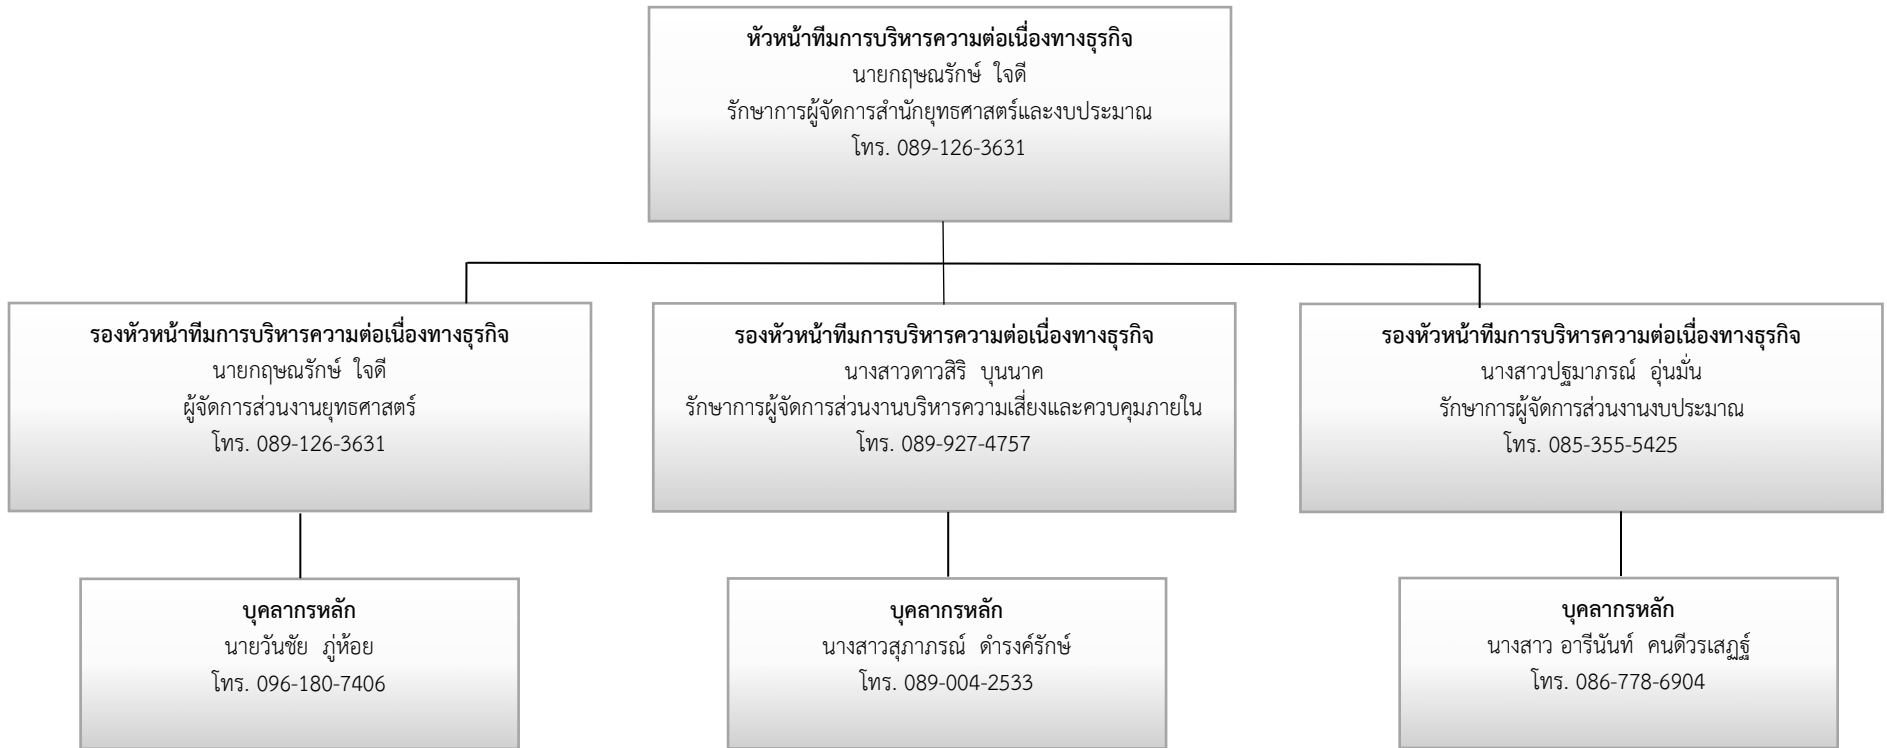 หัวหน้าทีมการบริหารความต่อเนื่องทางธุรกิจ
นายกฤษณรักษ์ ใจดี
รักษาการผู้จัดการสำนักยุทธศาสตร์และงบประมาณ
โทร. 089-126-3631
รองหัวหน้าทีมการบริหารความต่อเนื่องทางธุรกิจ
นายกฤษณรักษ์ ใจดี
ผู้จัดการส่วนงานยุทธศาสตร์
โทร. 089-126-3631
รองหัวหน้าทีมการบริหารความต่อเนื่องทางธุรกิจ
นางสาวดาวสิริ บุนนาค
รักษาการผู้จัดการส่วนงานบริหารความเสี่ยงและควบคุมภายใน
โทร. 089-927-4757
รองหัวหน้าทีมการบริหารความต่อเนื่องทางธุรกิจ
นางสาวปฐมาภรณ์ อุ่นมั่น
รักษาการผู้จัดการส่วนงานงบประมาณ
โทร. 085-355-5425
บุคลากรหลัก
นายวันชัย ภู่ห้อย
โทร. 096-180-7406
บุคลากรหลัก
นางสาวสุภาภรณ์ ดำรงค์รักษ์
โทร. 089-004-2533
บุคลากรหลัก
นางสาว อารีนันท์ คนดีวรเสฏฐ์
โทร. 086-778-6904